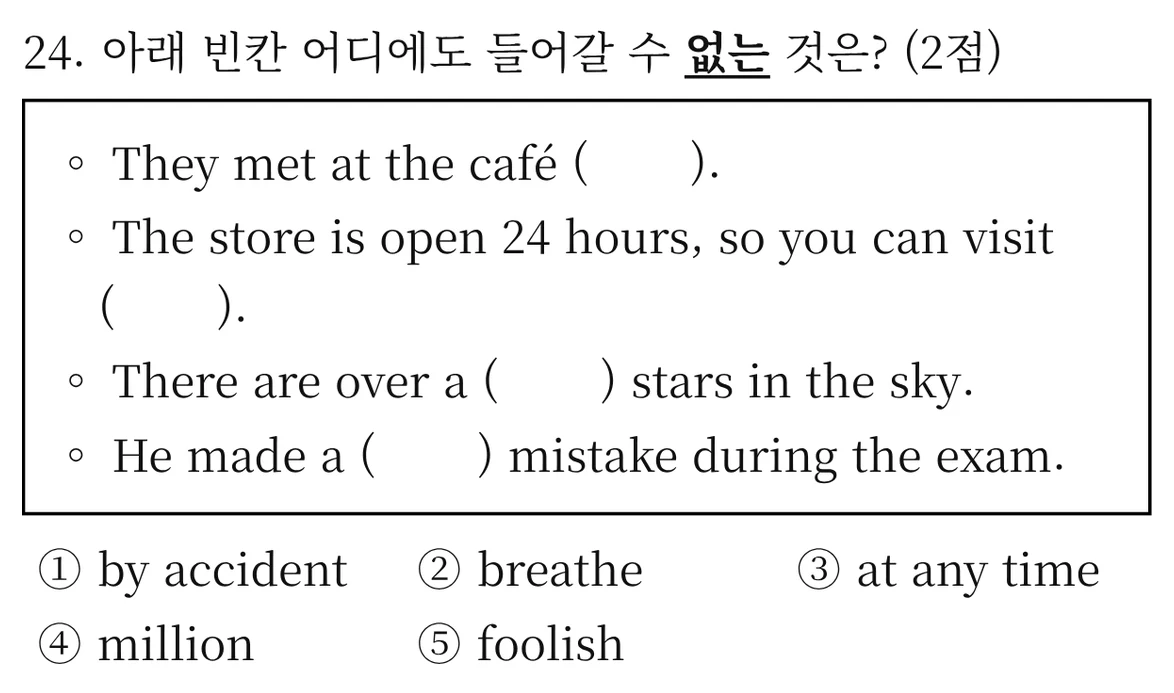 24. 아래 빈칸 어디에도 들어갈 수 없는 것은? (2점)
◦ They met at the café (        ).
◦ The store is open 24 hours, so you can visit
(        ).
◦ There are over a (        ) stars in the sky.
◦ He made a (        ) mistake during the exam.
① by accident ② breathe ③ at any time
④ million ⑤ foolish